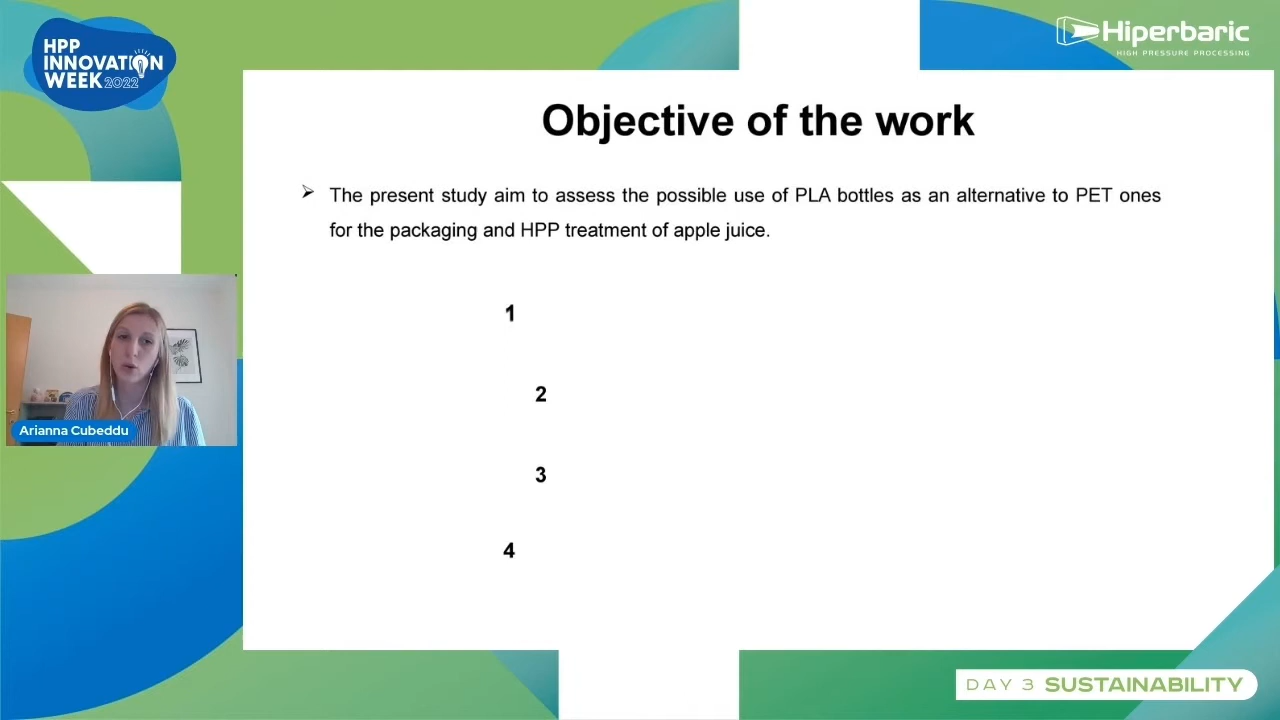 HPP
INNOVATION
WEEK 2022
Hiperbaric
HIGH PRESSURE PROCESSING
Objective of the work
The present study aim to assess the possible use of PLA bottles as an alternative to PET ones
for the packaging and HPP treatment of apple juice.
1
2
3
4
Arianna Cubeddu
DAY 3 SUSTAINABILITY